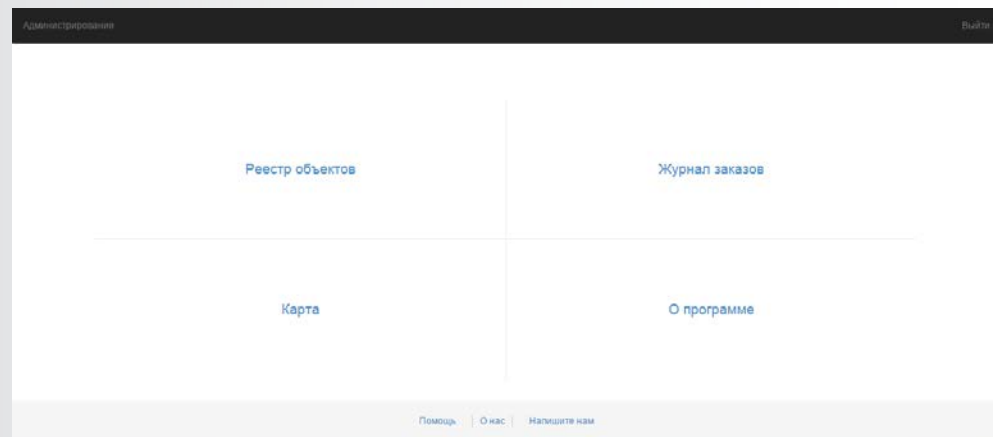 Администрирования Выйти
Реестр объектов Журнал заказов
Карта О программе
Помощь О нас Напишите нам